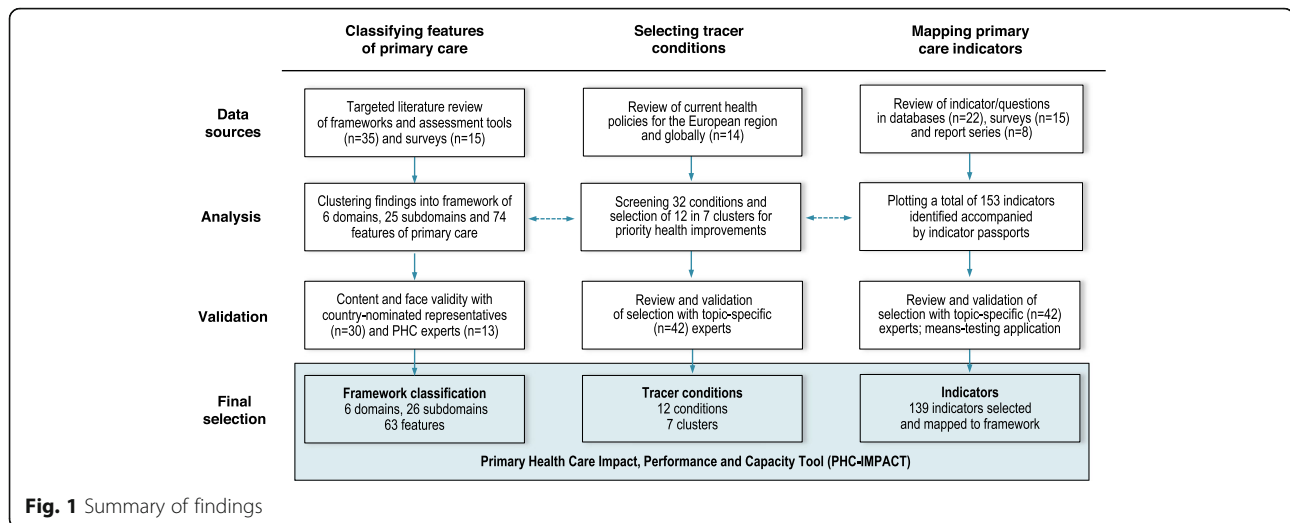 Classifying features
of primary care
Selecting tracer
conditions
Mapping primary
care indicators
Data
sources
Targeted literature review
of frameworks and assessment tools
(n=35) and surveys (n=15)
Review of current health
policies for the European region
and globally (n=14)
Review of indicator/questions
in databases (n=22), surveys (n=15)
and report series (n=8)
Analysis
Clustering findings into framework of
6 domains, 25 subdomains and 74
features of primary care
Screening 32 conditions and
selection of 12 in 7 clusters for
priority health improvements
Plotting a total of 153 indicators
identified accompanied
by indicator passports
Validation
Content and face validity with
country-nominated representatives
(n=30) and PHC experts (n=13)
Review and validation
of selection with topic-specific
(n=42) experts
Review and validation of
selection with topic-specific (n=42)
experts; means-testing application
Final
selection
Framework classification
6 domains, 26 subdomains
63 features
Tracer conditions
12 conditions
7 clusters
Indicators
139 indicators selected
and mapped to framework
Primary Health Care Impact, Performance and Capacity Tool (PHC-IMPACT)
Fig. 1 Summary of findings